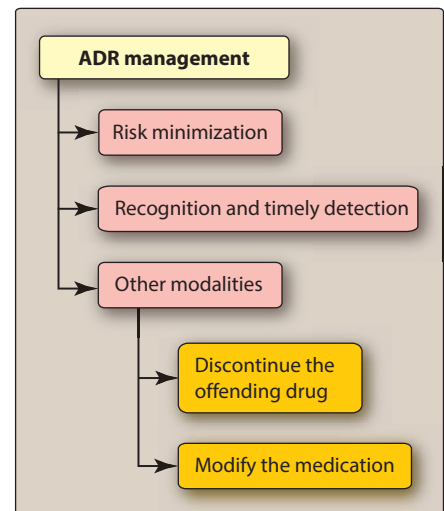 ADR management
Risk minimization
Recognition and timely detection
Other modalities
Discontinue the
offending drug
Modify the medication